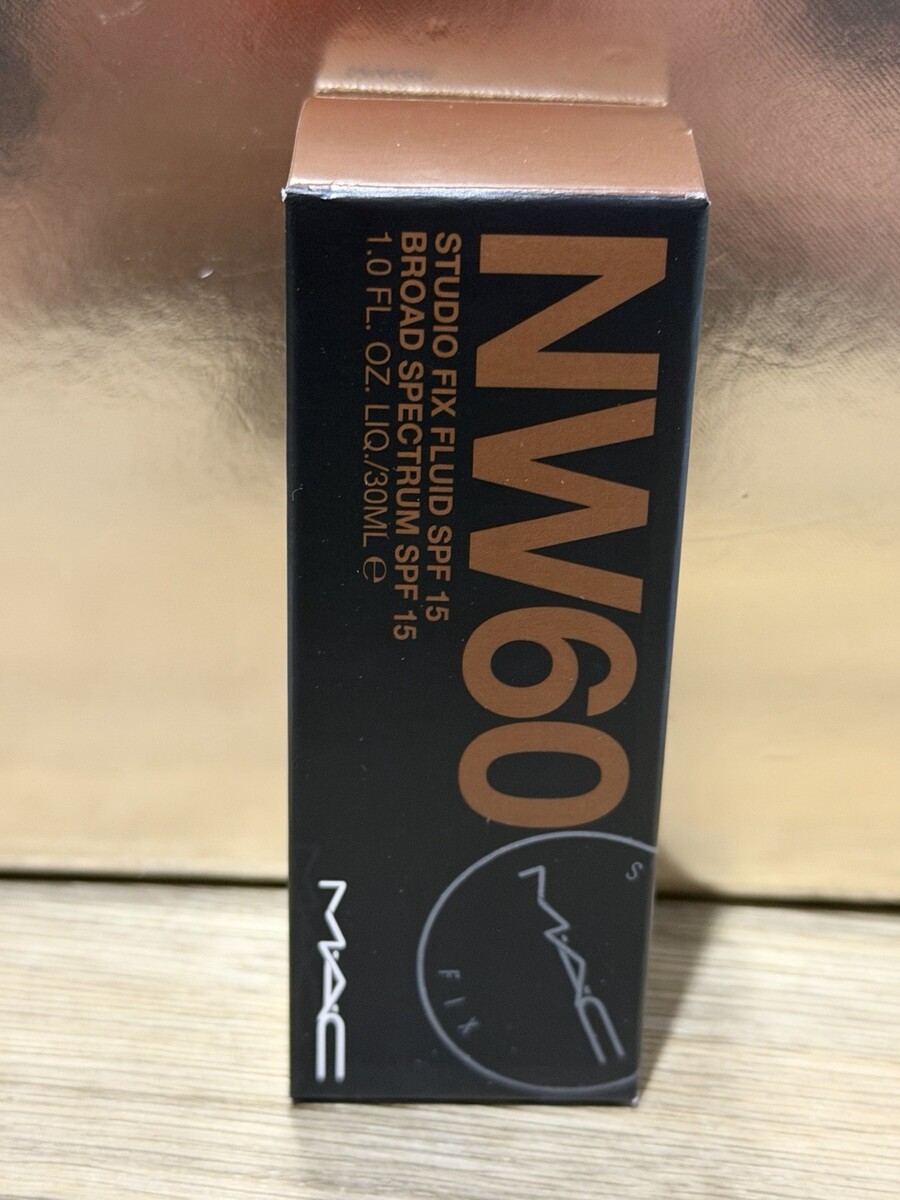 NW60
STUDIO FIX FLUID SPF 15
BROAD SPECTRUM SPF 15
1.0 FL. OZ. LIQ./30ML ℮
MAC
S
MAC
FIX